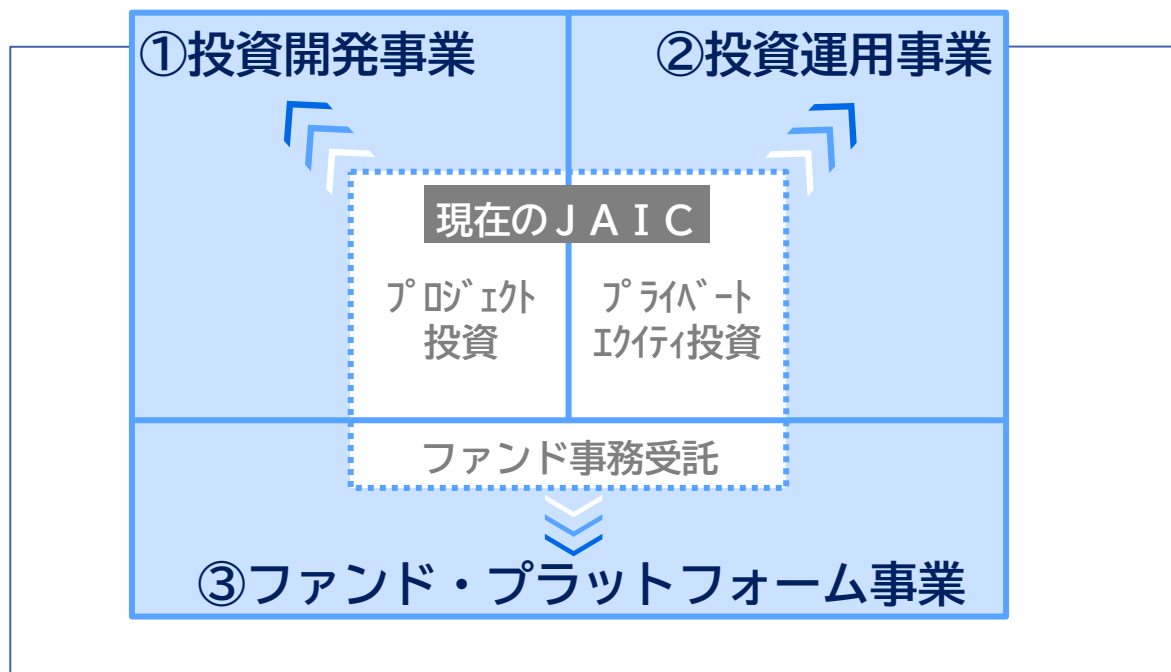 ①投資開発事業
②投資運用事業
現在のＪＡＩＣ
ﾌﾟﾛｼﾞｪｸﾄ
投資
ﾌﾟﾗｲﾍﾞｰﾄ
ｴｸｲﾃｨ投資
ファンド事務受託
③ファンド・プラットフォーム事業